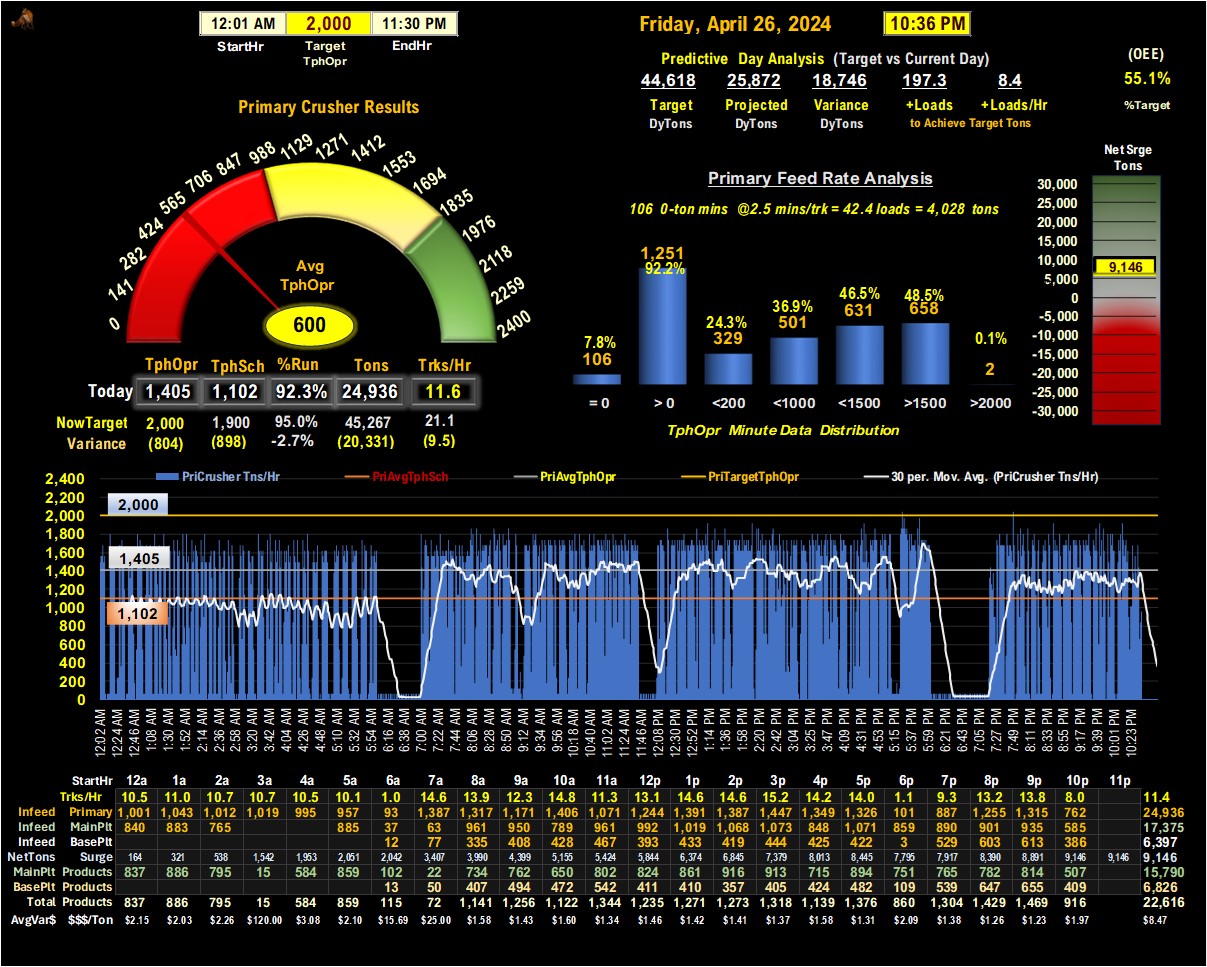 12:01 AM 2,000 11:30 PM
StartHr Target TphOpr EndHr
Friday, April 26, 2024 10:36 PM
Predictive Day Analysis (Target vs Current Day)
44,618 25,872 18,746 197.3 8.4
Target Projected Variance +Loads +Loads/Hr
DyTons DyTons DyTons to Achieve Target Tons
(OEE)
55.1%
%Target
Primary Crusher Results
0 141 282 424 565 706 847 988 1129 1271 1412 1553 1694 1835 1976 2118 2259 2400
Avg
TphOpr
600
TphOpr TphSch %Run Tons Trks/Hr
Today 1,405 1,102 92.3% 24,936 11.6
NowTarget 2,000 1,900 95.0% 45,267 21.1
Variance (804) (898) -2.7% (20,331) (9.5)
Primary Feed Rate Analysis
106 0-ton mins @2.5 mins/trk = 42.4 loads = 4,028 tons
7.8% 92.2% 24.3% 36.9% 46.5% 48.5% 0.1%
106 1,251 329 501 631 658 2
= 0 > 0 <200 <1000 <1500 >1500 >2000
TphOpr Minute Data Distribution
Net Srge
Tons
30,000
25,000
20,000
15,000
10,000
9,146
5,000
0
-5,000
-10,000
-15,000
-20,000
-25,000
-30,000
PriCrusher Tns/Hr PriAvgTphSch PriAvgTphOpr PriTargetTphOpr 30 per. Mov. Avg. (PriCrusher Tns/Hr)
2,400
2,200
2,000
1,800
1,600
1,400
1,200
1,000
800
600
400
200
0
2,000
1,405
1,102
12:02 AM 12:24 AM 12:46 AM 1:08 AM 1:30 AM 1:52 AM 2:14 AM 2:36 AM 2:58 AM 3:20 AM 3:42 AM 4:04 AM 4:26 AM 4:48 AM 5:10 AM 5:32 AM 5:54 AM 6:16 AM 6:38 AM 7:00 AM 7:22 AM 7:44 AM 8:06 AM 8:28 AM 8:50 AM 9:12 AM 9:34 AM 9:56 AM 10:18 AM 10:40 AM 11:02 AM 11:24 AM 11:46 AM 12:08 PM 12:30 PM 12:52 PM 1:14 PM 1:36 PM 1:58 PM 2:20 PM 2:42 PM 3:04 PM 3:25 PM 3:47 PM 4:09 PM 4:31 PM 4:53 PM 5:15 PM 5:37 PM 5:59 PM 6:21 PM 6:43 PM 7:05 PM 7:27 PM 7:49 PM 8:11 PM 8:33 PM 8:55 PM 9:17 PM 9:39 PM 10:01 PM 10:23 PM
StartHr 12a 1a 2a 3a 4a 5a 6a 7a 8a 9a 10a 11a 12p 1p 2p 3p 4p 5p 6p 7p 8p 9p 10p 11p
Trks/Hr 10.5 11.0 10.7 10.7 10.5 10.1 1.0 14.6 13.9 12.3 14.8 11.3 13.1 14.6 14.6 15.2 14.2 14.0 1.1 9.3 13.2 13.8 8.0 11.4
Infeed Primary 1,001 1,043 1,012 1,019 995 957 93 1,387 1,317 1,171 1,406 1,071 1,244 1,391 1,387 1,447 1,349 1,326 101 887 1,255 1,315 762 24,936
Infeed MainPlt 840 883 765 885 37 63 961 950 789 961 992 1,019 1,068 1,073 848 1,071 859 890 901 935 585 17,375
Infeed BasePlt 12 77 335 408 428 467 393 433 419 444 425 422 3 529 603 613 386 6,397
NetTons Surge 164 321 538 1,542 1,953 2,051 2,042 3,407 3,990 4,399 5,155 5,424 5,844 6,374 6,845 7,379 8,013 8,445 7,795 7,917 8,390 8,891 9,146 9,146 9,146
MainPlt Products 837 886 795 15 584 859 102 22 734 762 650 802 824 861 916 913 715 894 751 765 782 814 507 15,790
BasePlt Products 13 50 407 494 472 542 411 410 357 405 424 482 109 539 647 655 409 6,826
Total Products 837 886 795 15 584 859 115 72 1,141 1,256 1,122 1,344 1,235 1,271 1,273 1,318 1,139 1,376 860 1,304 1,429 1,469 916 22,616
AvgVar$ $$$/Ton $2.15 $2.03 $2.26 $120.00 $3.08 $2.10 $15.69 $25.00 $1.58 $1.43 $1.60 $1.34 $1.46 $1.42 $1.41 $1.37 $1.58 $1.31 $2.09 $1.38 $1.26 $1.23 $1.97 $8.47